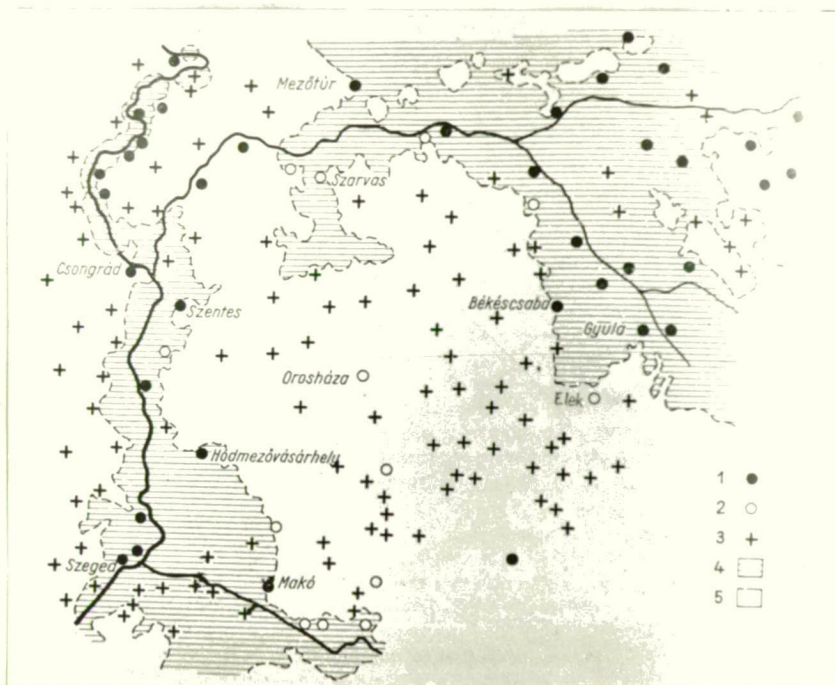 Mezőtúr
Szarvas
Csongrád
Szentes
Békéscsaba
Gyula
Orosháza
Elek
Hódmezővásárhely
Szeged
Makó
1
2
3
4
5